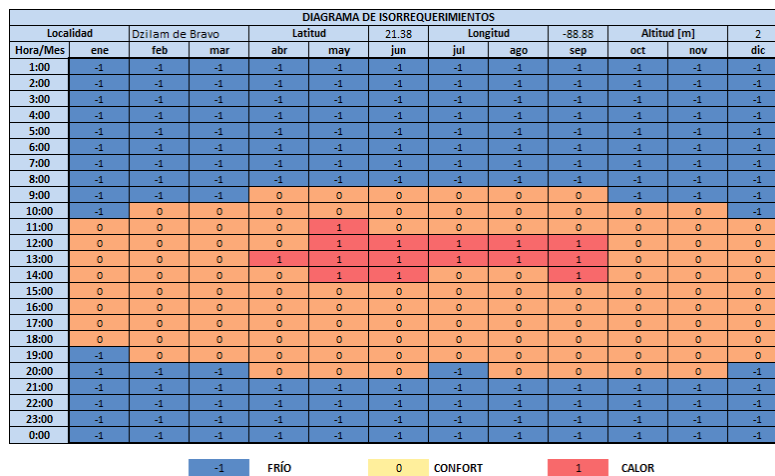 DIAGRAMA DE ISORREQUERIMIENTOS
Localidad Dzilam de Bravo Latitud 21.38 Longitud -88.88 Altitud [m] 2
Hora/Mes ene feb mar abr may jun jul ago sep oct nov dic
1:00 -1 -1 -1 -1 -1 -1 -1 -1 -1 -1 -1 -1
2:00 -1 -1 -1 -1 -1 -1 -1 -1 -1 -1 -1 -1
3:00 -1 -1 -1 -1 -1 -1 -1 -1 -1 -1 -1 -1
4:00 -1 -1 -1 -1 -1 -1 -1 -1 -1 -1 -1 -1
5:00 -1 -1 -1 -1 -1 -1 -1 -1 -1 -1 -1 -1
6:00 -1 -1 -1 -1 -1 -1 -1 -1 -1 -1 -1 -1
7:00 -1 -1 -1 -1 -1 -1 -1 -1 -1 -1 -1 -1
8:00 -1 -1 -1 -1 -1 -1 -1 -1 -1 -1 -1 -1
9:00 -1 -1 -1 0 0 0 0 0 0 -1 -1 -1
10:00 -1 0 0 0 0 0 0 0 0 0 0 -1
11:00 0 0 0 0 1 0 0 0 0 0 0 0
12:00 0 0 0 0 1 1 1 1 1 0 0 0
13:00 0 0 0 1 1 1 1 1 1 0 0 0
14:00 0 0 0 0 1 1 0 0 1 0 0 0
15:00 0 0 0 0 0 0 0 0 0 0 0 0
16:00 0 0 0 0 0 0 0 0 0 0 0 0
17:00 0 0 0 0 0 0 0 0 0 0 0 0
18:00 0 0 0 0 0 0 0 0 0 0 0 0
19:00 -1 0 0 0 0 0 0 0 0 0 0 0
20:00 -1 -1 -1 0 0 0 -1 0 0 0 0 -1
21:00 -1 -1 -1 -1 -1 -1 -1 -1 -1 -1 -1 -1
22:00 -1 -1 -1 -1 -1 -1 -1 -1 -1 -1 -1 -1
23:00 -1 -1 -1 -1 -1 -1 -1 -1 -1 -1 -1 -1
0:00 -1 -1 -1 -1 -1 -1 -1 -1 -1 -1 -1 -1
-1 FRÍO 0 CONFORT 1 CALOR